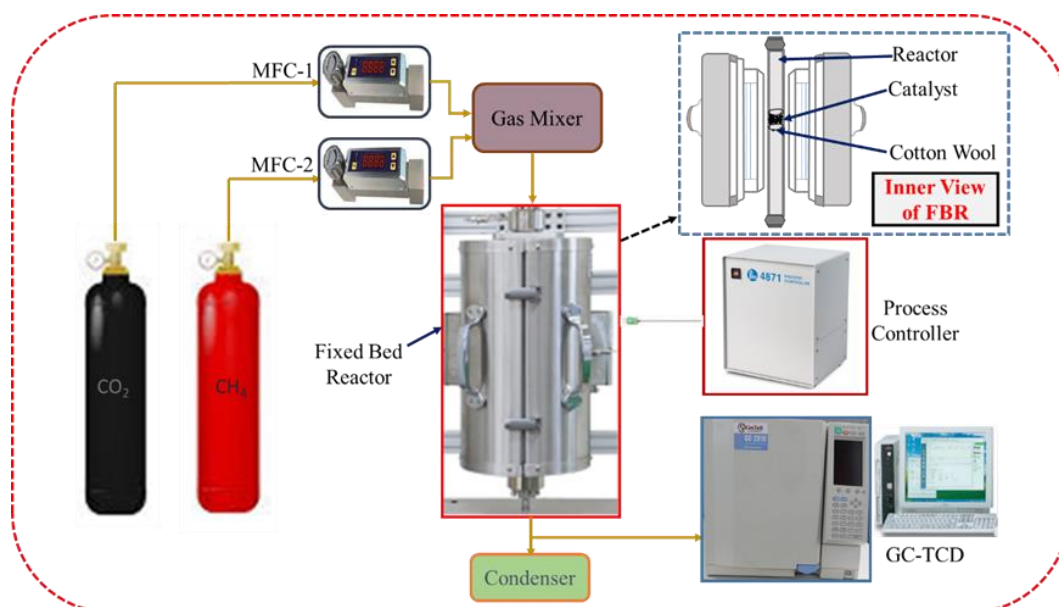 MFC-1
MFC-2
Gas Mixer
Reactor
Catalyst
Cotton Wool
Inner View
of FBR
CO₂
CH₄
Fixed Bed
Reactor
4871
Process
Controller
GC-TCD
Condenser